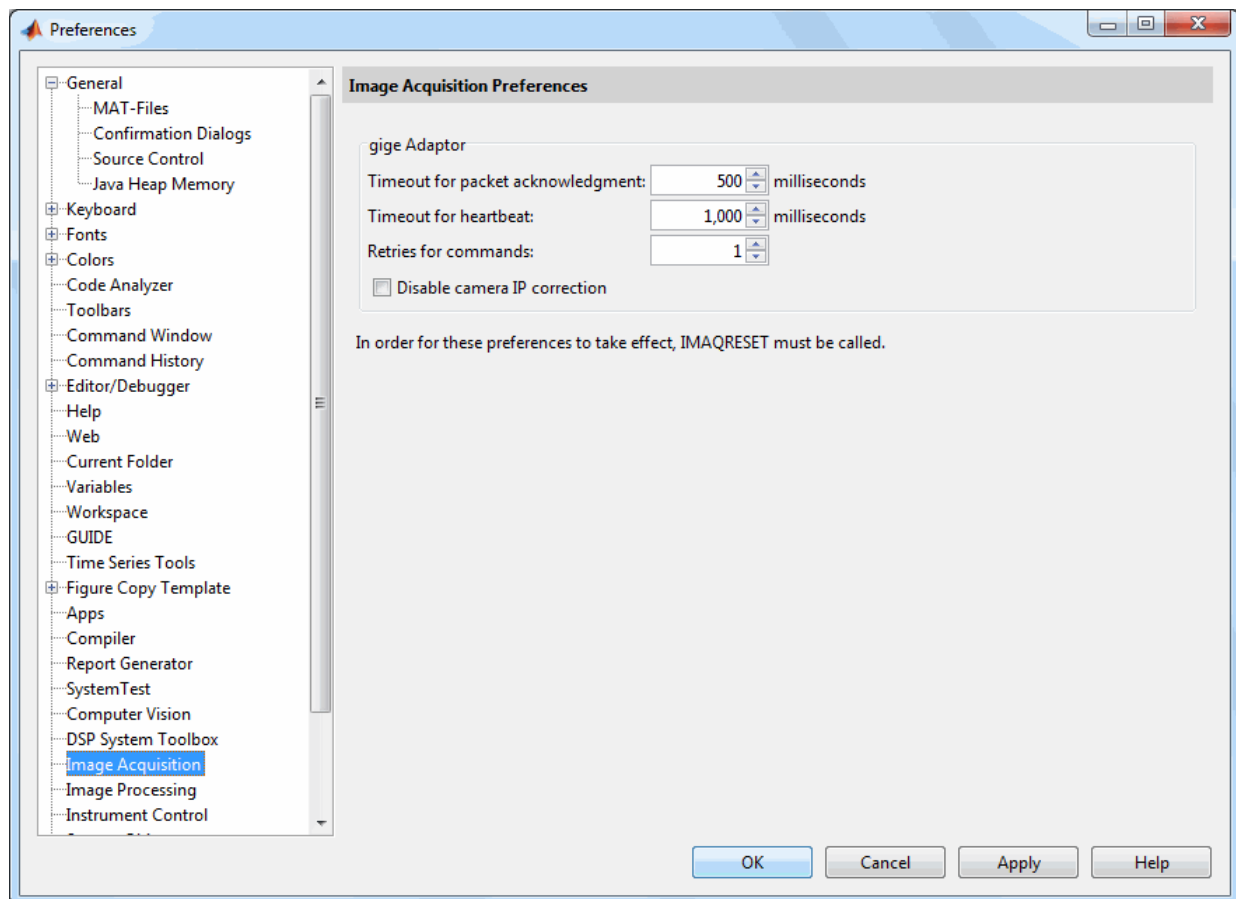 Preferences
General
MAT-Files
Confirmation Dialogs
Source Control
Java Heap Memory
Keyboard
Fonts
Colors
Code Analyzer
Toolbars
Command Window
Command History
Editor/Debugger
Help
Web
Current Folder
Variables
Workspace
GUIDE
Time Series Tools
Figure Copy Template
Apps
Compiler
Report Generator
SystemTest
Computer Vision
DSP System Toolbox
Image Acquisition
Image Processing
Instrument Control
Image Acquisition Preferences
gige Adaptor
Timeout for packet acknowledgment: 500 milliseconds
Timeout for heartbeat: 1,000 milliseconds
Retries for commands: 1
Disable camera IP correction
In order for these preferences to take effect, IMAQRESET must be called.
OK Cancel Apply Help